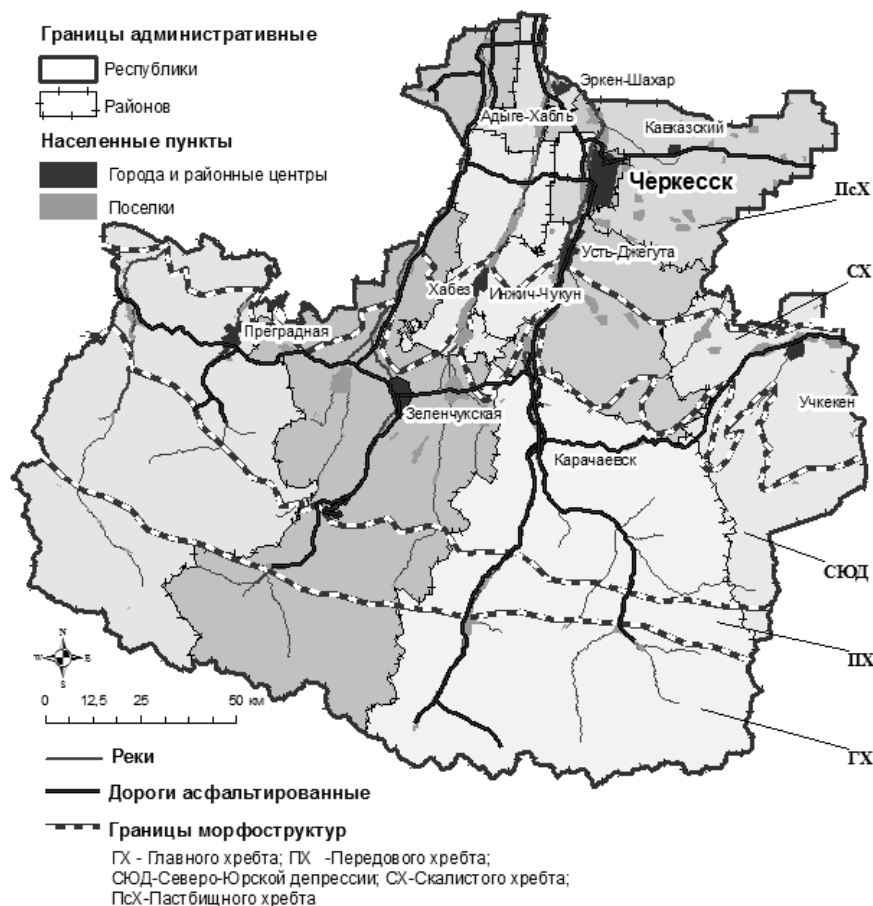 Границы административные
Республики
Районов
Населенные пункты
Города и районные центры
Поселки
Эркен-Шахар
Адыге-Хабль
Кавказский
Черкесск
ПсХ
Усть-Джегута
СХ
Хабез
Инжич-Чукун
Преградная
Учкекен
Зеленчукская
Карачаевск
СЮД
N
W E
S
ПХ
0 12,5 25 50 км
ГХ
Реки
Дороги асфальтированные
Границы морфоструктур
ГХ - Главного хребта; ПХ -Передового хребта;
СЮД-Северо-Юрской депрессии; СХ-Скалистого хребта;
ПсХ-Пастбищного хребта